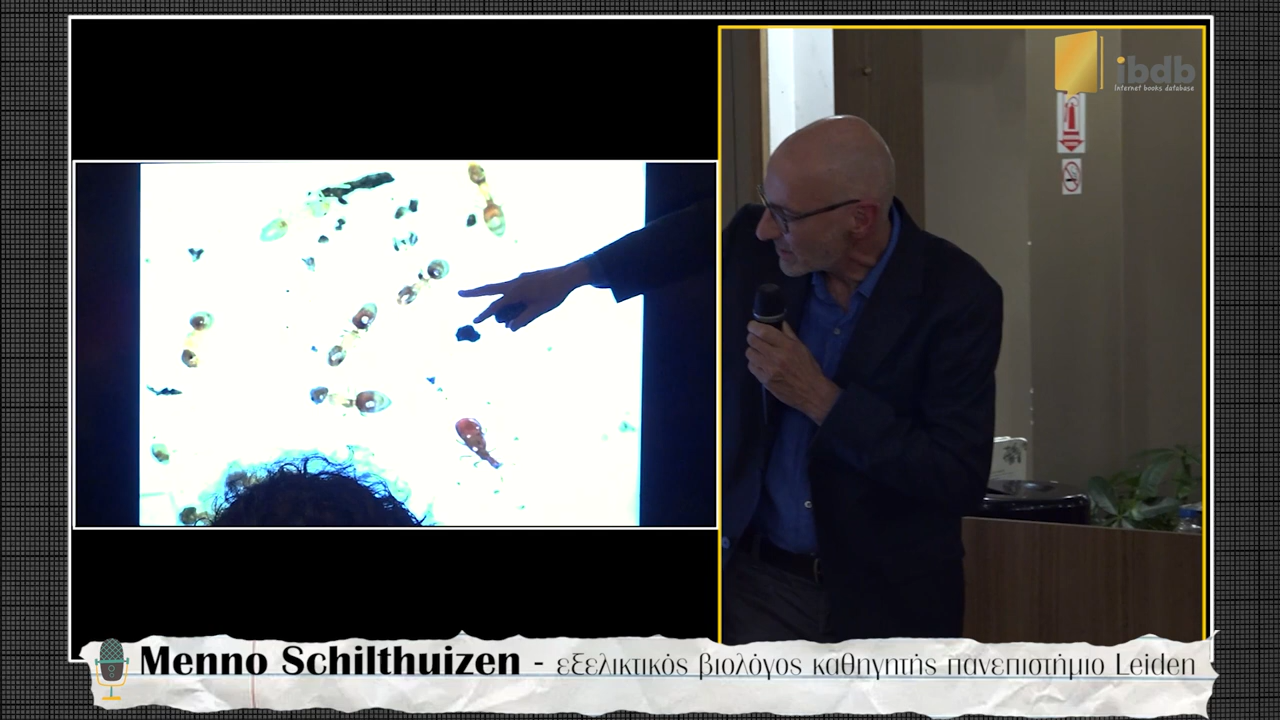 ibdb
Internet books database
Menno Schilthuizen - εξελικτικός βιολόγος καθηγητής πανεπιστήμιο Leiden